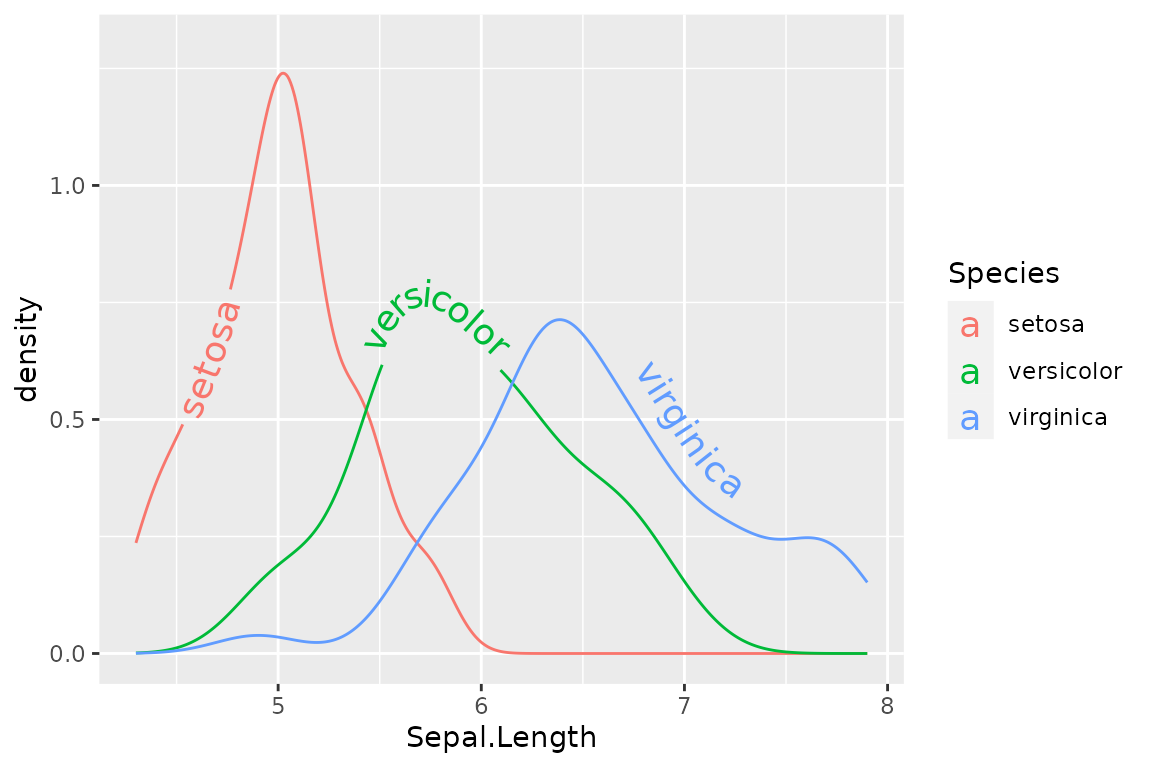 density
1.0
0.5
0.0
setosa
versicolor
virginica
5 6 7 8
Sepal.Length
Species
a setosa
a versicolor
a virginica